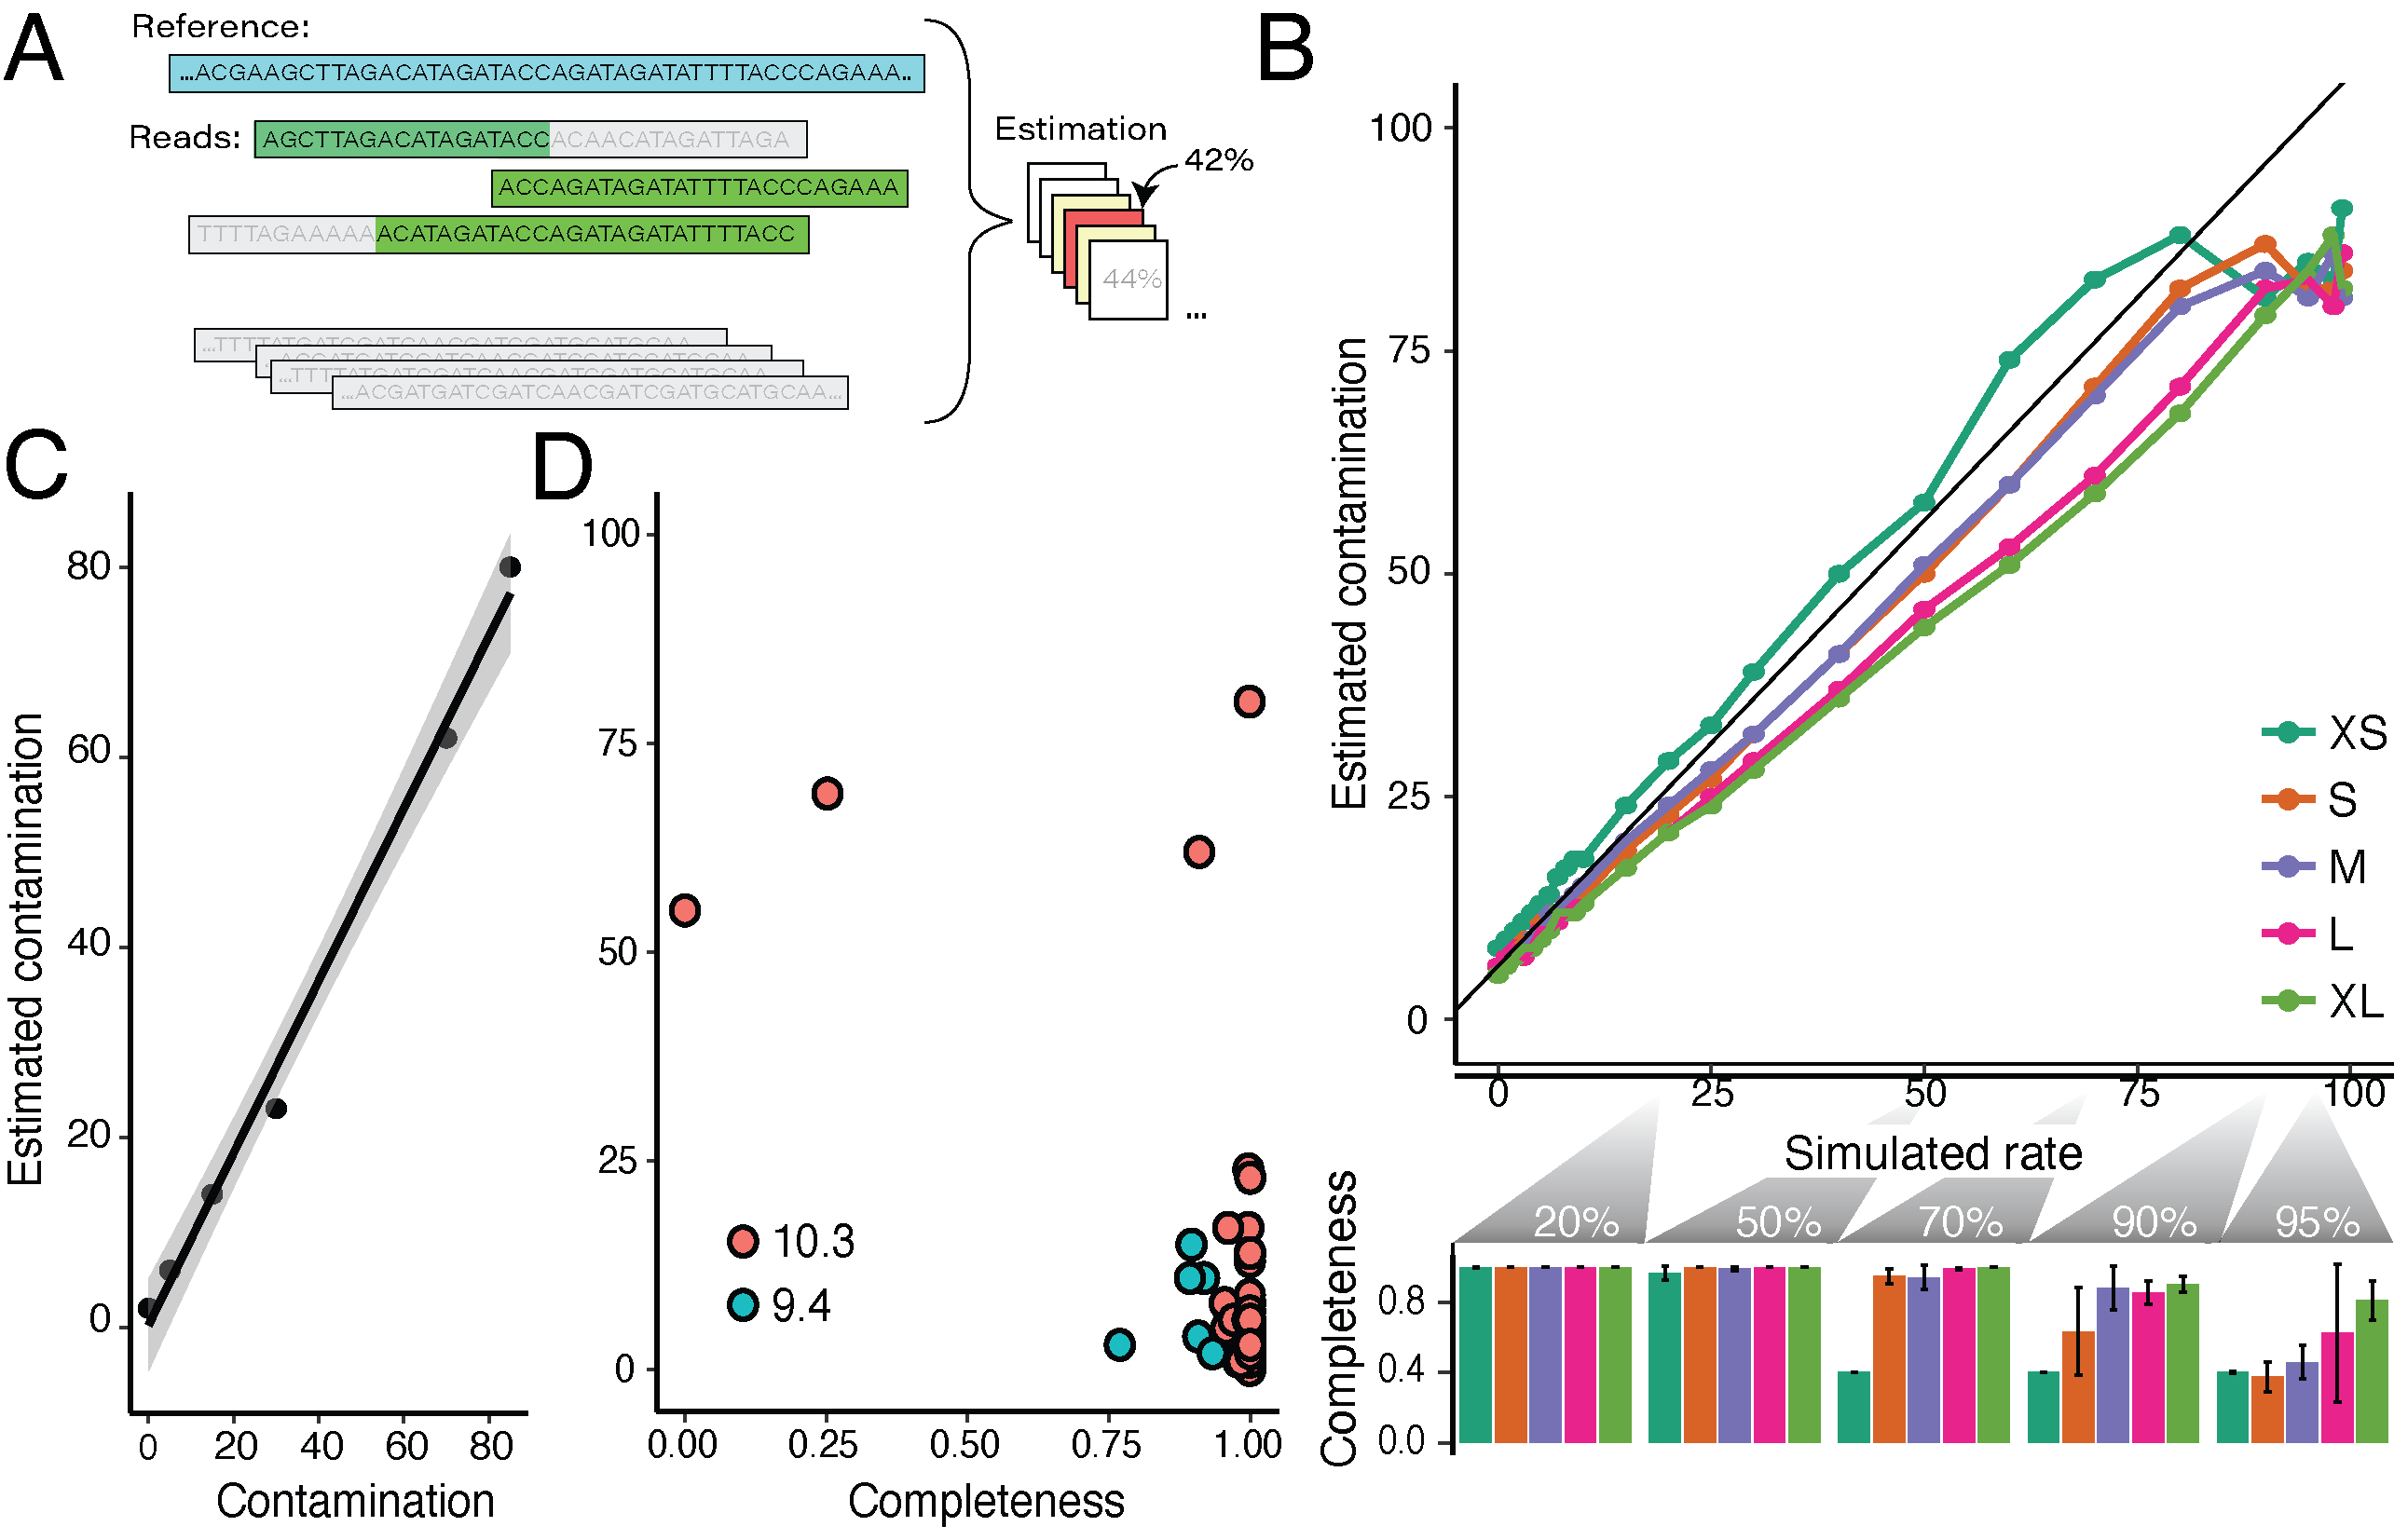 A
Reference:
...ACGAAGCTTAGACATAGATACCAGATAGATATTTTACCCAGAAA..
Reads:
AGCTTAGACATAGATACCACAACATAGATTAGA
ACCAGATAGATATTTTACCCAGAAA
TTTTAGAAAAAACATAGATACCAGATAGATATTTTACC
...ACGATGATCGATCAACGATCGATGCATGCAA...
Estimation
42%
44%
...
B
Estimated contamination
100
75
50
25
0
0
25
50
75
100
Simulated rate
XS
S
M
L
XL
20%
50%
70%
90%
95%
Completeness
0.8
0.4
0.0
C
Estimated contamination
80
60
40
20
0
0
20
40
60
80
Contamination
D
100
75
50
25
0
10.3
9.4
0.00
0.25
0.50
0.75
1.00
Completeness